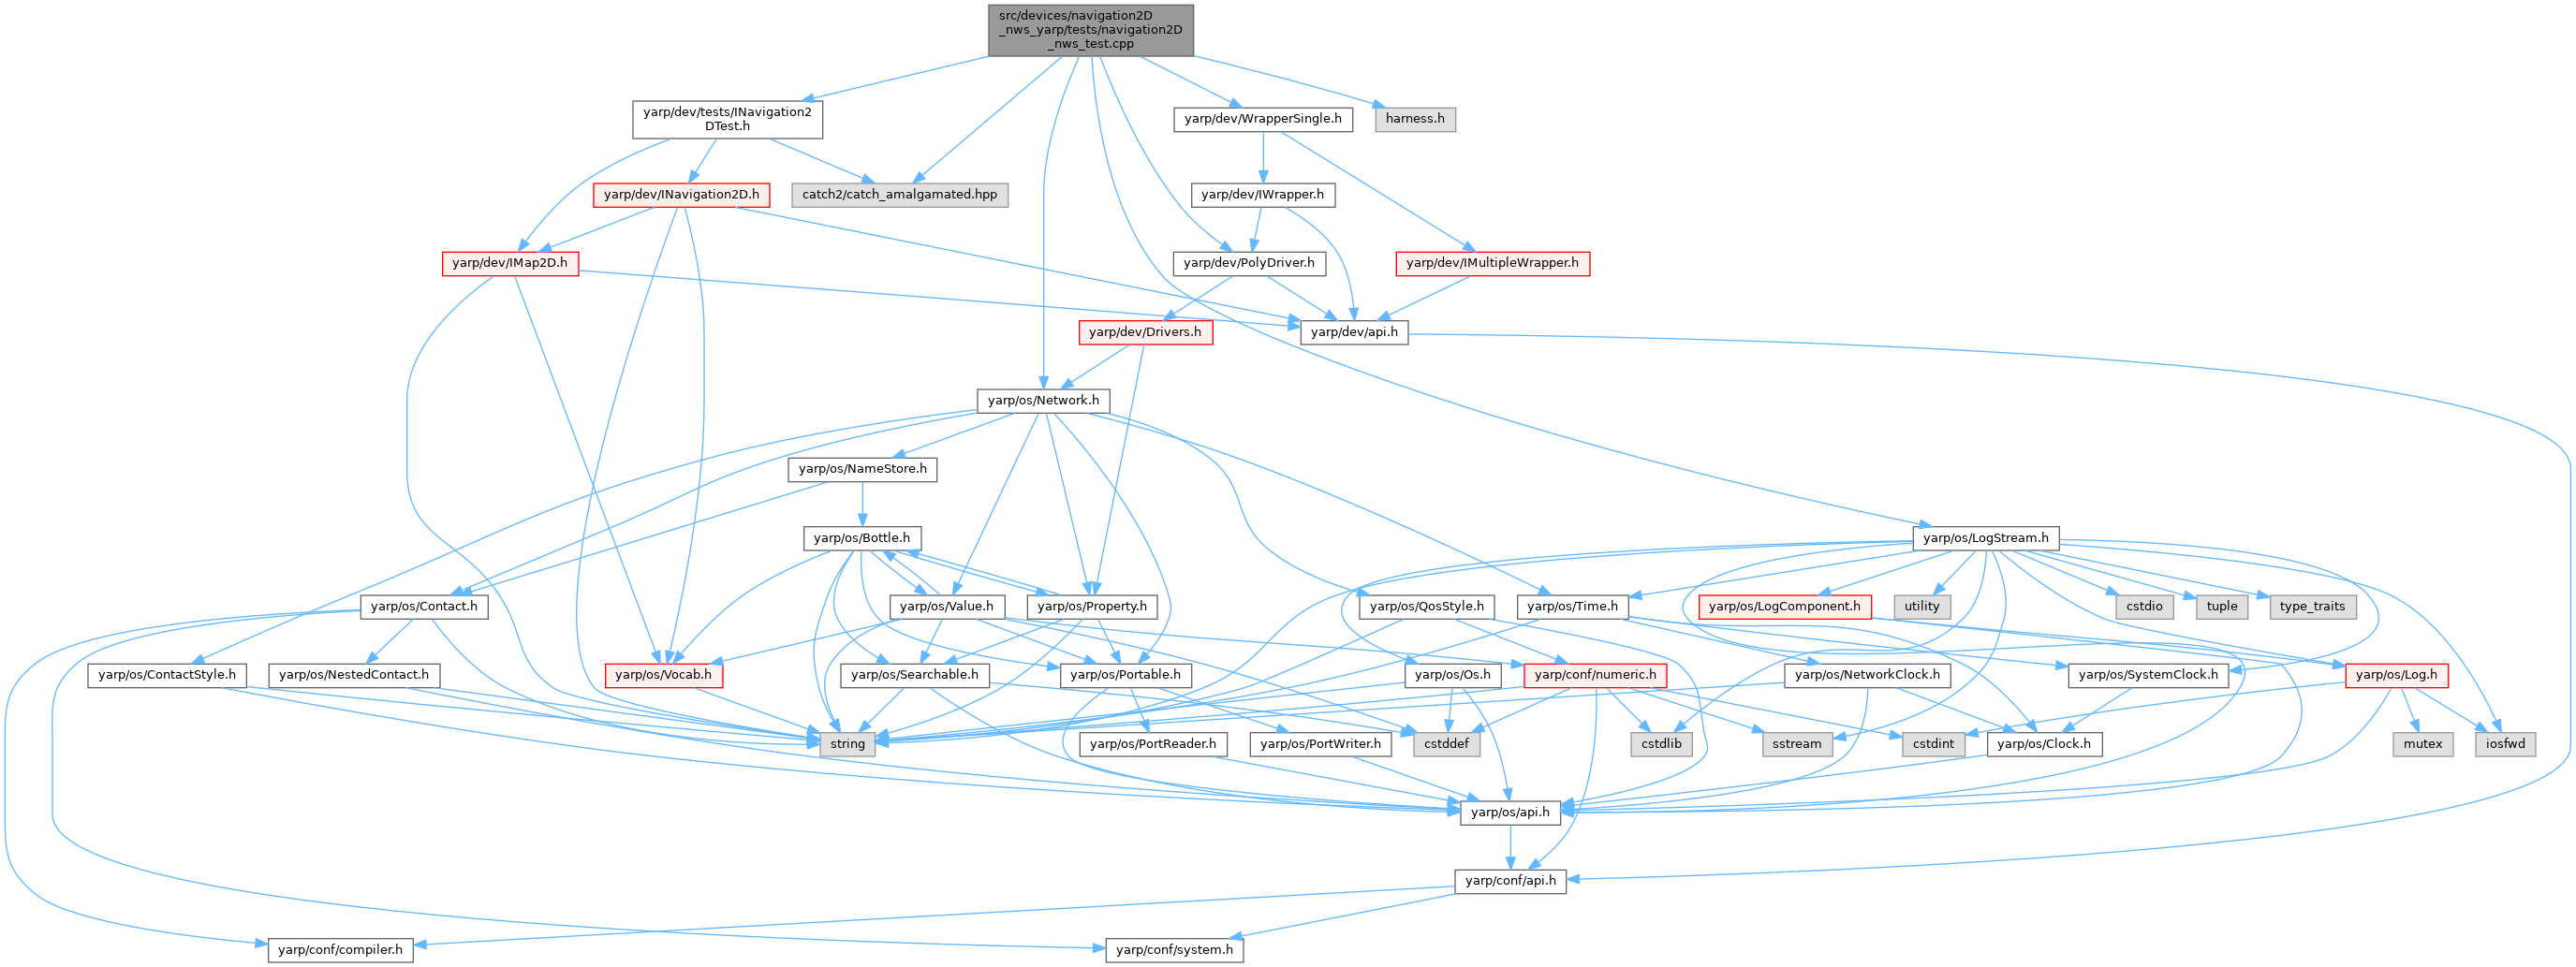 src/devices/navigation2D
_nws_yarp/tests/navigation2D
_nws_test.cpp
yarp/dev/tests/INavigation2
DTest.h
yarp/dev/WrapperSingle.h
harness.h
yarp/dev/INavigation2D.h
catch2/catch_amalgamated.hpp
yarp/dev/IWrapper.h
yarp/dev/IMap2D.h
yarp/dev/PolyDriver.h
yarp/dev/IMultipleWrapper.h
yarp/dev/Drivers.h
yarp/dev/api.h
yarp/os/Network.h
yarp/os/NameStore.h
yarp/os/Bottle.h
yarp/os/LogStream.h
yarp/os/Contact.h
yarp/os/Value.h
yarp/os/Property.h
yarp/os/QosStyle.h
yarp/os/Time.h
yarp/os/LogComponent.h
utility
cstdio
tuple
type_traits
yarp/os/ContactStyle.h
yarp/os/NestedContact.h
yarp/os/Vocab.h
yarp/os/Searchable.h
yarp/os/Portable.h
yarp/os/Os.h
yarp/conf/numeric.h
yarp/os/NetworkClock.h
yarp/os/SystemClock.h
yarp/os/Log.h
string
yarp/os/PortReader.h
yarp/os/PortWriter.h
cstddef
cstdlib
sstream
cstdint
yarp/os/Clock.h
mutex
iosfwd
yarp/os/api.h
yarp/conf/api.h
yarp/conf/compiler.h
yarp/conf/system.h